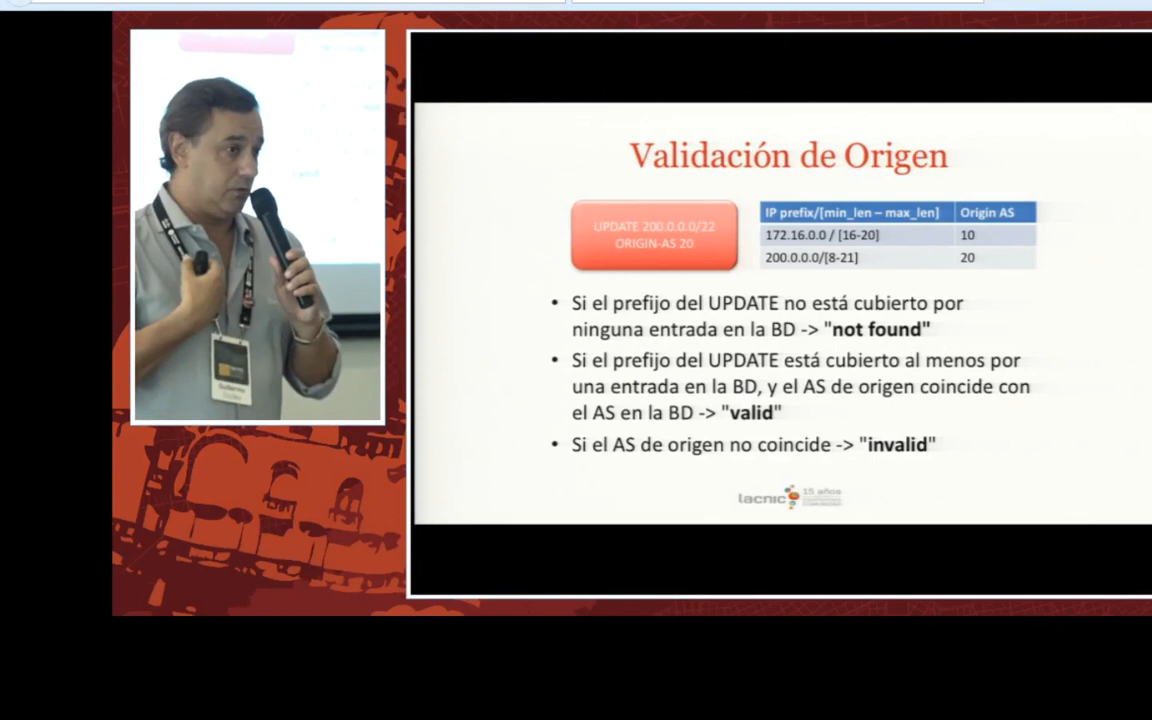 Validación de Origen
UPDATE 200.0.0.0/22
ORIGIN-AS 20
IP prefix/[min_len – max_len] Origin AS
172.16.0.0 / [16-20] 10
200.0.0.0/[8-21] 20
• Si el prefijo del UPDATE no está cubierto por
ninguna entrada en la BD -> "not found"
• Si el prefijo del UPDATE está cubierto al menos por
una entrada en la BD, y el AS de origen coincide con
el AS en la BD -> "valid"
• Si el AS de origen no coincide -> "invalid"
lacnic 15 años
Guillermo